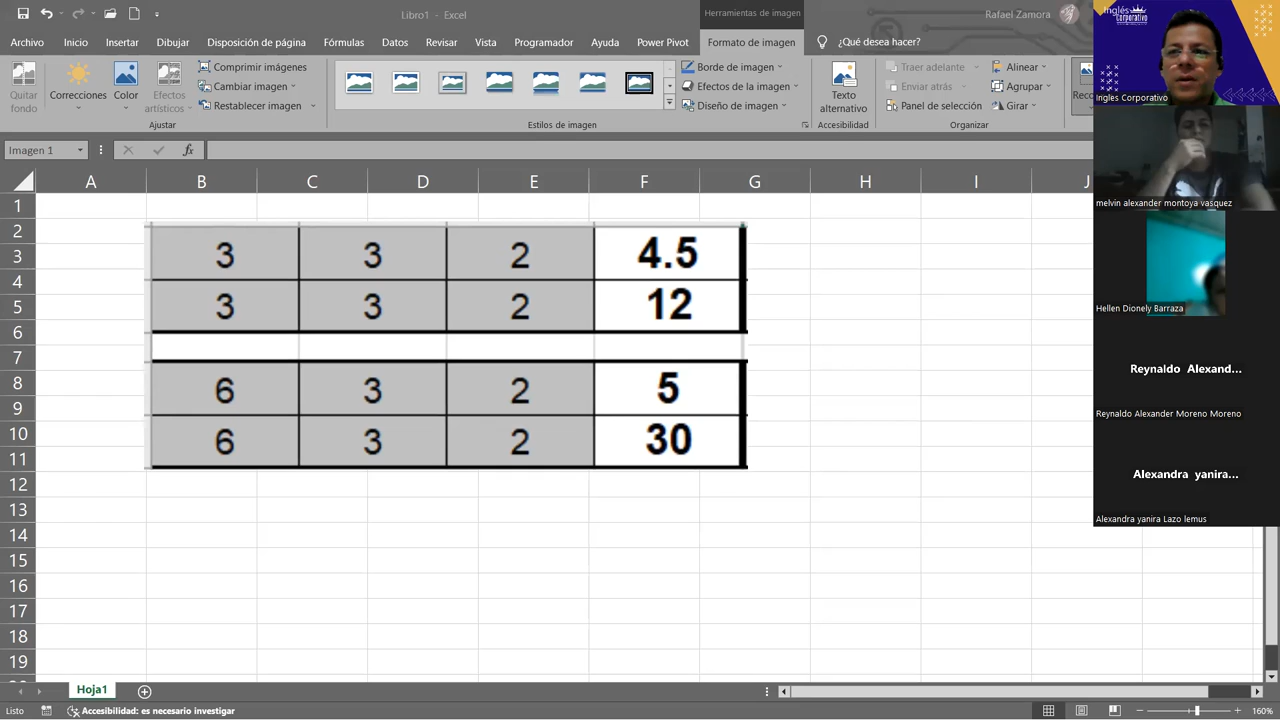 Libro1 - Excel
Herramientas de imagen
Rafael Zamora
Archivo Inicio Insertar Dibujar Disposición de página Fórmulas Datos Revisar Vista Programador Ayuda Power Pivot Formato de imagen ¿Qué desea hacer?
Quitar fondo
Correcciones
Color
Efectos artísticos
Comprimir imágenes
Cambiar imagen
Restablecer imagen
Borde de imagen
Efectos de la imagen
Diseño de imagen
Texto alternativo
Traer adelante
Enviar atrás
Panel de selección
Alinear
Agrupar
Girar
Ajustar
Estilos de imagen
Accesibilidad
Organizar
Imagen 1
fx
A B C D E F G H I J
1
2
3
4
5
6
7
8
9
10
11
12
13
14
15
16
17
18
19
3 3 2 4.5
3 3 2 12
6 3 2 5
6 3 2 30
Inglés
Corporativo
Ingles Corporativo
melvin alexander montoya vasquez
Hellen Dionely Barraza
Reynaldo Alexand...
Reynaldo Alexander Moreno Moreno
Alexandra yanira...
Alexandra yanira Lazo lemus
Hoja1
Listo
Accesibilidad: es necesario investigar
160%